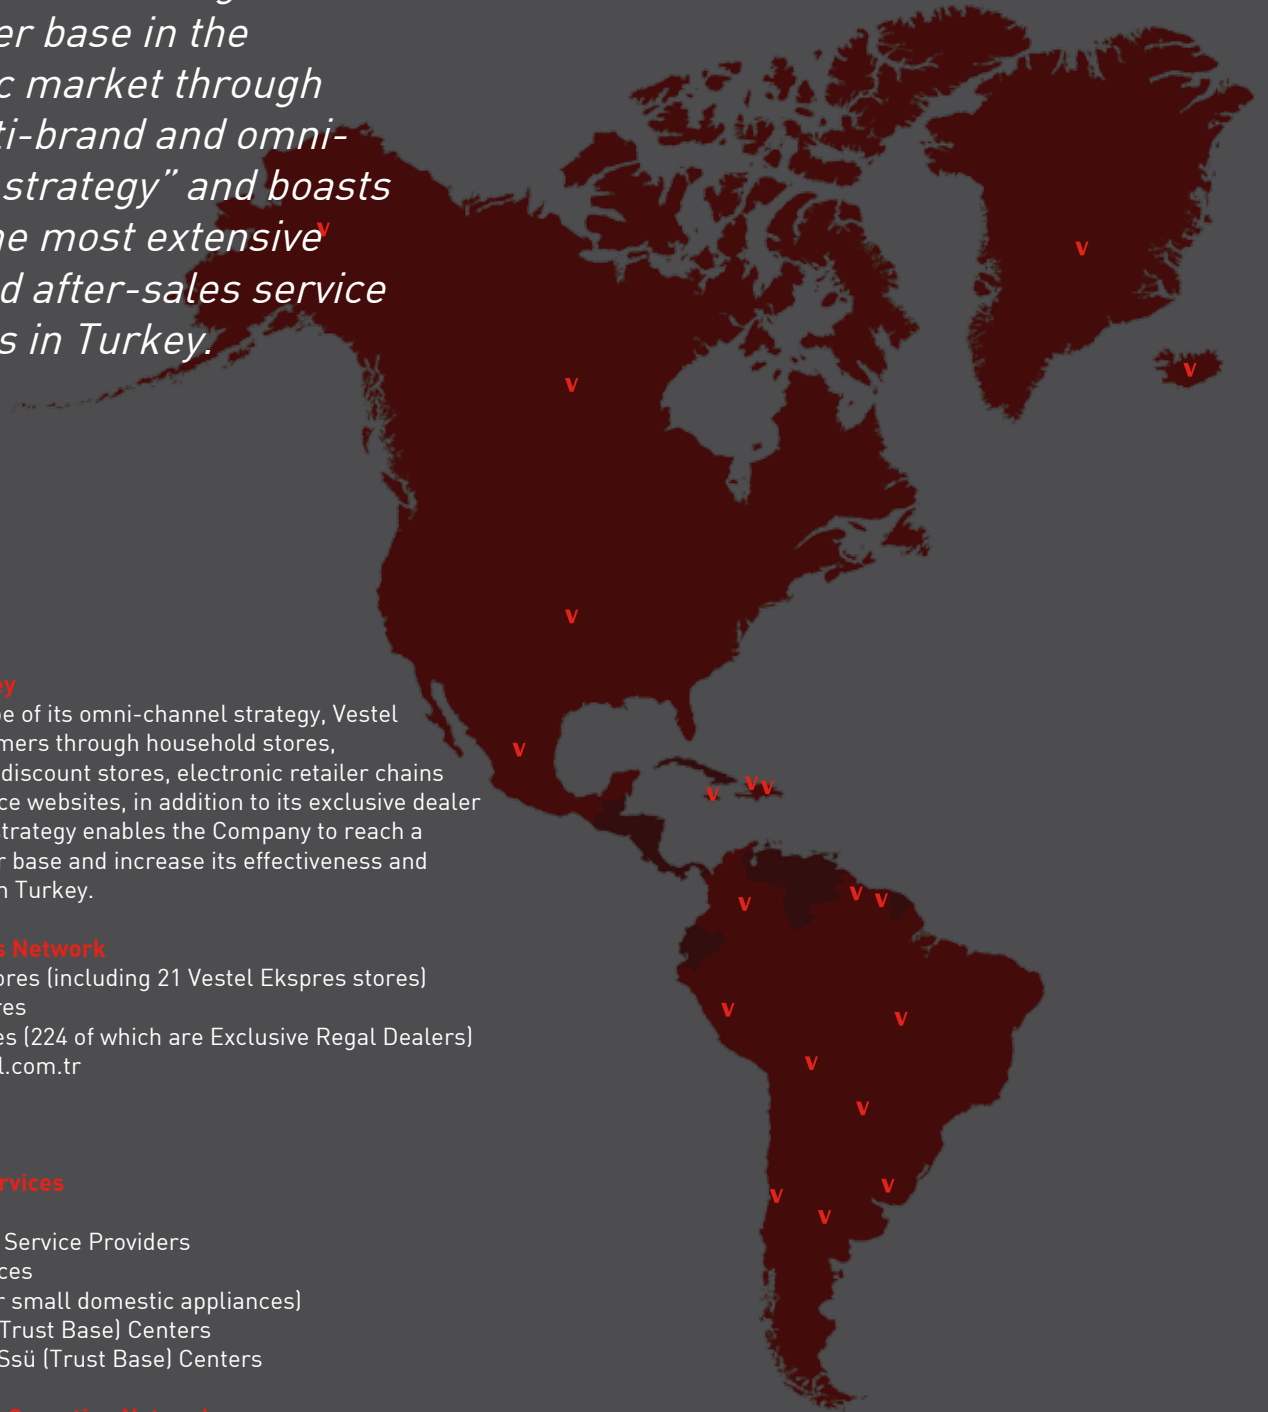 er base in the
c market through
ti-brand and omni-
strategy” and boasts
he most extensive
d after-sales service
s in Turkey.
ey
pe of its omni-channel strategy, Vestel
mers through household stores,
discount stores, electronic retailer chains
ce websites, in addition to its exclusive dealer
strategy enables the Company to reach a
r base and increase its effectiveness and
n Turkey.
s Network
ores (including 21 Vestel Ekspres stores)
res
es (224 of which are Exclusive Regal Dealers)
l.com.tr
rvices
Service Providers
ces
r small domestic appliances)
(Trust Base) Centers
Ssü (Trust Base) Centers